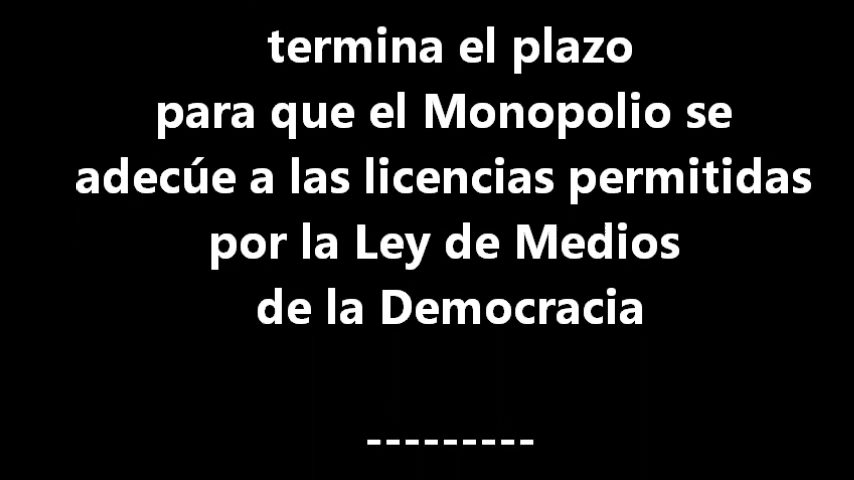 termina el plazo
para que el Monopolio se
adecúe a las licencias permitidas
por la Ley de Medios
de la Democracia
---------